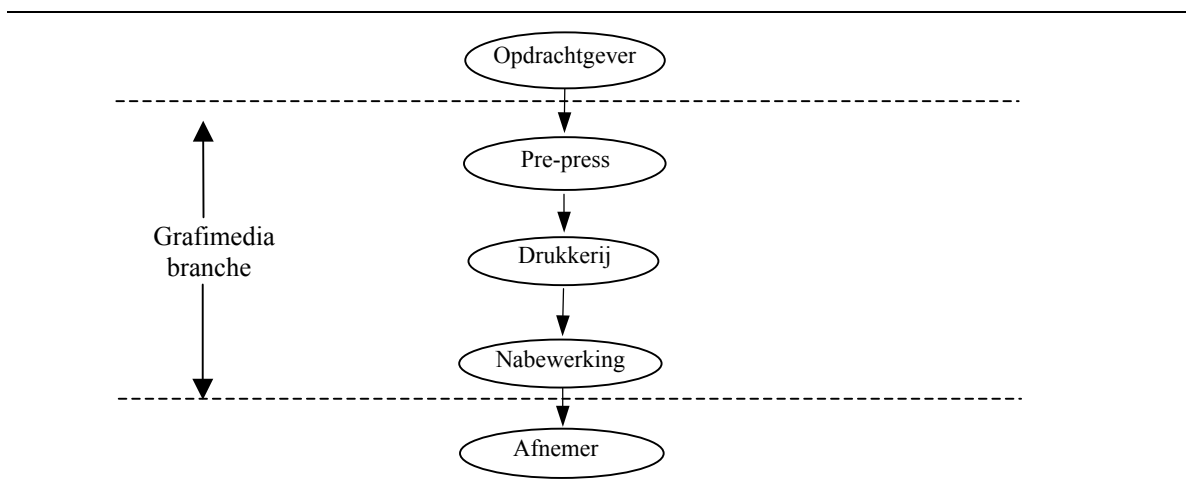 Opdrachtgever
Pre-press
Drukkerij
Grafimedia
branche
Nabewerking
Afnemer